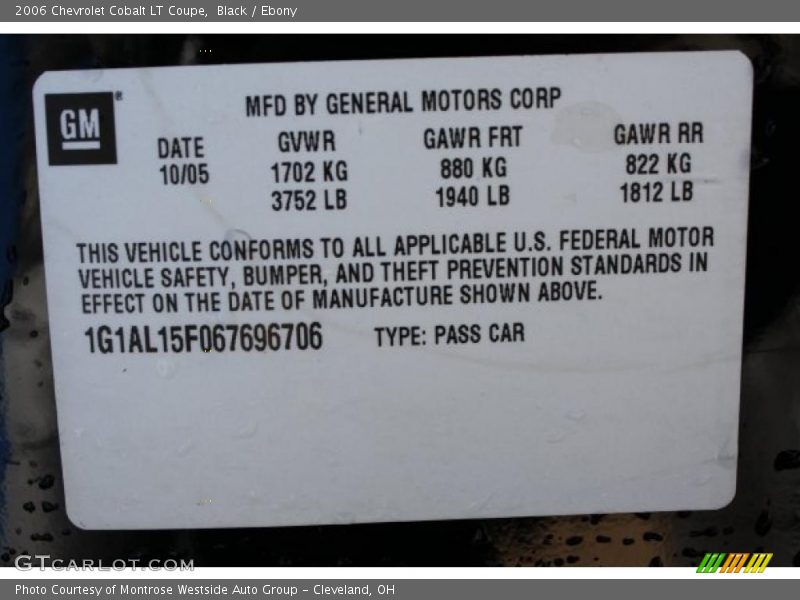 2006 Chevrolet Cobalt LT Coupe, Black / Ebony
GM®
MFD BY GENERAL MOTORS CORP
DATE GVWR GAWR FRT GAWR RR
10/05 1702 KG 880 KG 822 KG
3752 LB 1940 LB 1812 LB
THIS VEHICLE CONFORMS TO ALL APPLICABLE U.S. FEDERAL MOTOR
VEHICLE SAFETY, BUMPER, AND THEFT PREVENTION STANDARDS IN
EFFECT ON THE DATE OF MANUFACTURE SHOWN ABOVE.
1G1AL15F067696706 TYPE: PASS CAR
GTCARLOT.COM
Photo Courtesy of Montrose Westside Auto Group - Cleveland, OH